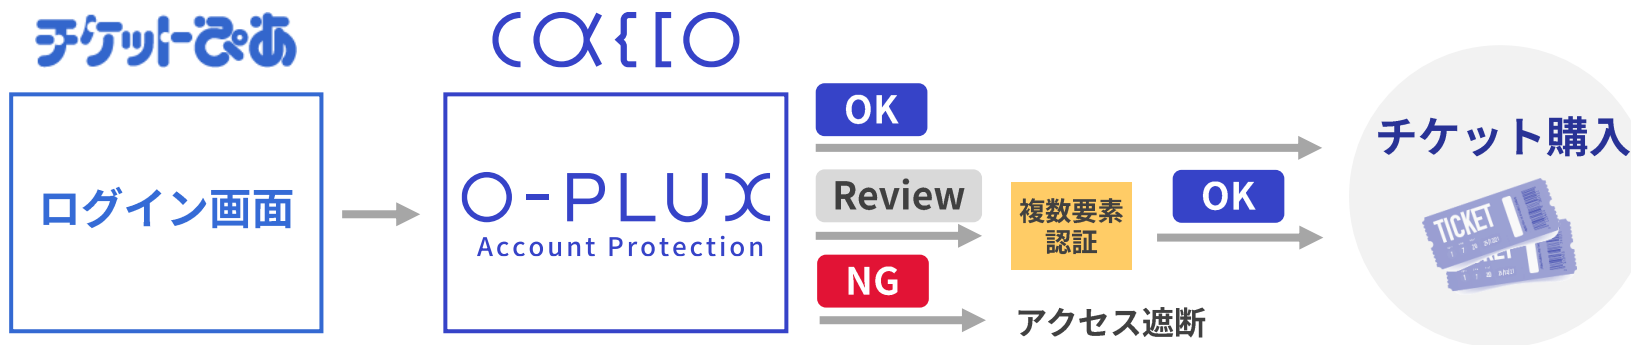 チケットぴあ
ログイン画面
cacco
O-PLUX
Account Protection
OK
Review
複数要素
認証
OK
NG
アクセス遮断
チケット購入
TICKET